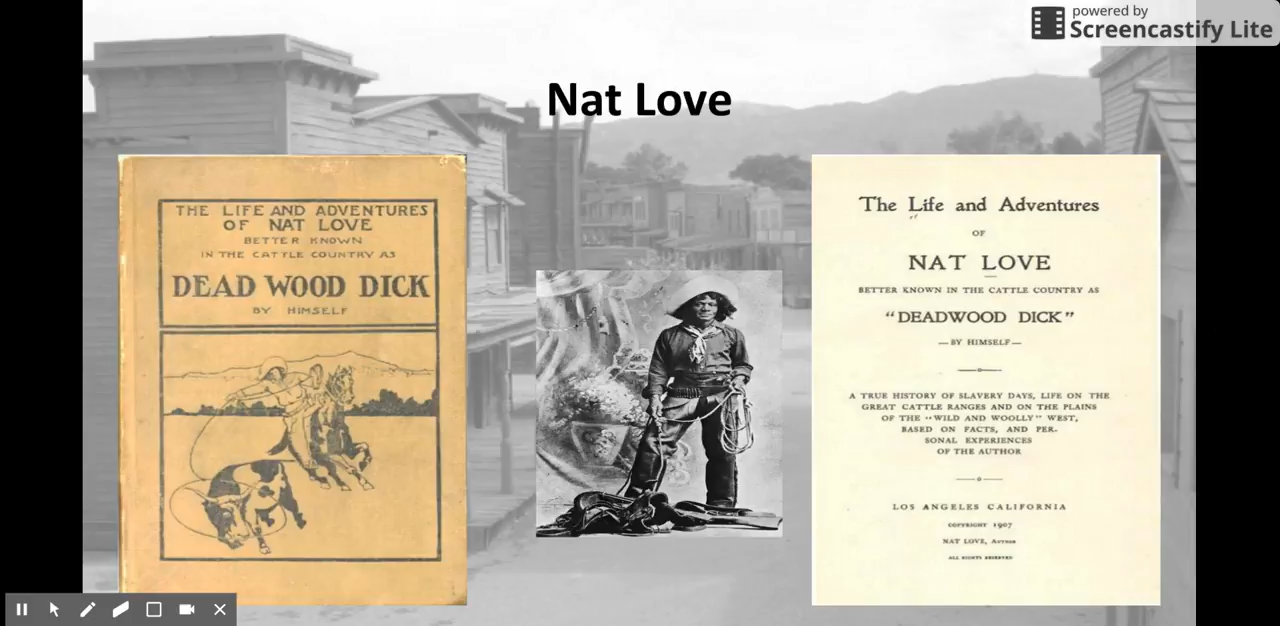 powered by
Screencastify Lite
Nat Love
THE LIFE AND ADVENTURES
OF NAT LOVE
BETTER KNOWN
IN THE CATTLE COUNTRY AS
DEAD WOOD DICK
BY HIMSELF
The Life and Adventures
OF
NAT LOVE
BETTER KNOWN IN THE CATTLE COUNTRY AS
"DEADWOOD DICK"
—BY HIMSELF—
A TRUE HISTORY OF SLAVERY DAYS, LIFE ON THE
GREAT CATTLE RANGES AND ON THE PLAINS
OF THE "WILD AND WOOLLY" WEST,
BASED ON FACTS, AND PER-
SONAL EXPERIENCES
OF THE AUTHOR
LOS ANGELES CALIFORNIA
COPYRIGHT 1907
NAT LOVE, AUTHOR
ALL RIGHTS RESERVED